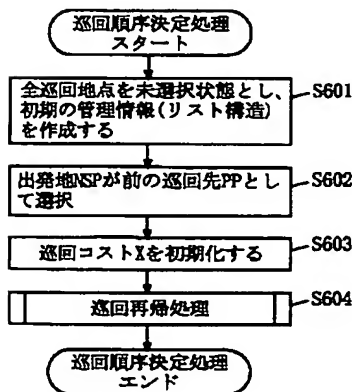 巡回順序決定処理
スタート
全巡回地点を未選択状態とし、
初期の管理情報(リスト構造)
を作成する
S601
出発地NSPが前の巡回先PPとし
て選択
S602
巡回コストXを初期化する
S603
巡回再帰処理
S604
巡回順序決定処理
エンド